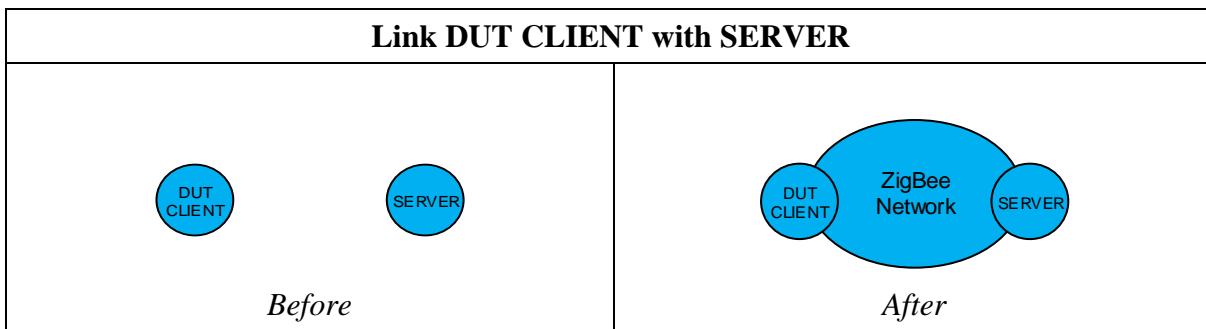 Link DUT CLIENT with SERVER
DUT
CLIENT
SERVER
Before
DUT
CLIENT
ZigBee
Network
SERVER
After